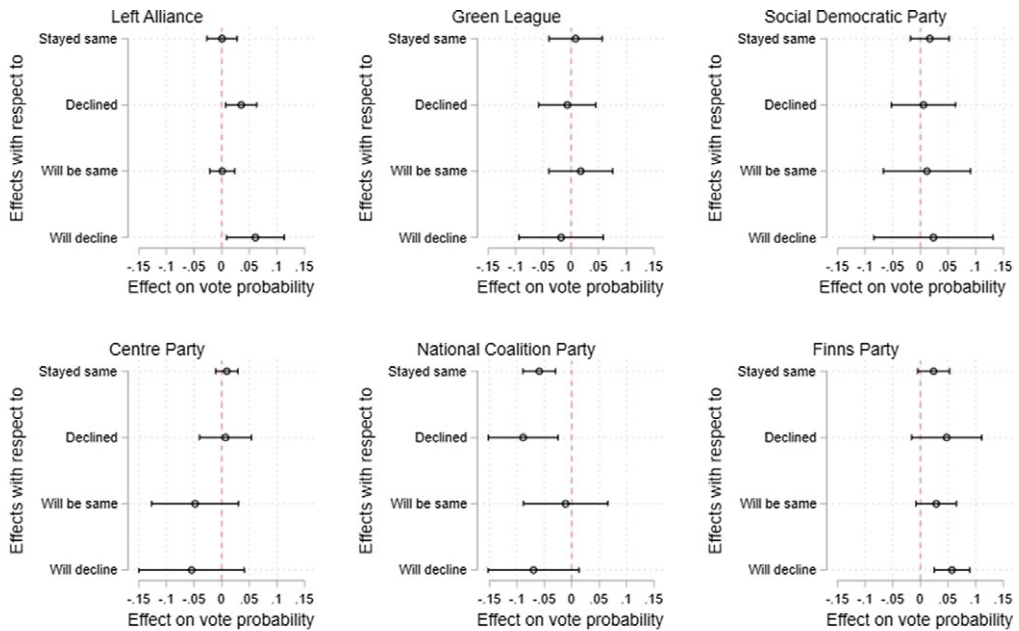 Left Alliance
Effects with respect to
Stayed same
Declined
Will be same
Will decline
-.15 -.1 -.05 0 .05 .1 .15
Effect on vote probability
Green League
Effects with respect to
Stayed same
Declined
Will be same
Will decline
-.15 -.1 -.05 0 .05 .1 .15
Effect on vote probability
Social Democratic Party
Effects with respect to
Stayed same
Declined
Will be same
Will decline
-.15 -.1 -.05 0 .05 .1 .15
Effect on vote probability
Centre Party
Effects with respect to
Stayed same
Declined
Will be same
Will decline
-.15 -.1 -.05 0 .05 .1 .15
Effect on vote probability
National Coalition Party
Effects with respect to
Stayed same
Declined
Will be same
Will decline
-.15 -.1 -.05 0 .05 .1 .15
Effect on vote probability
Finns Party
Effects with respect to
Stayed same
Declined
Will be same
Will decline
-.15 -.1 -.05 0 .05 .1 .15
Effect on vote probability